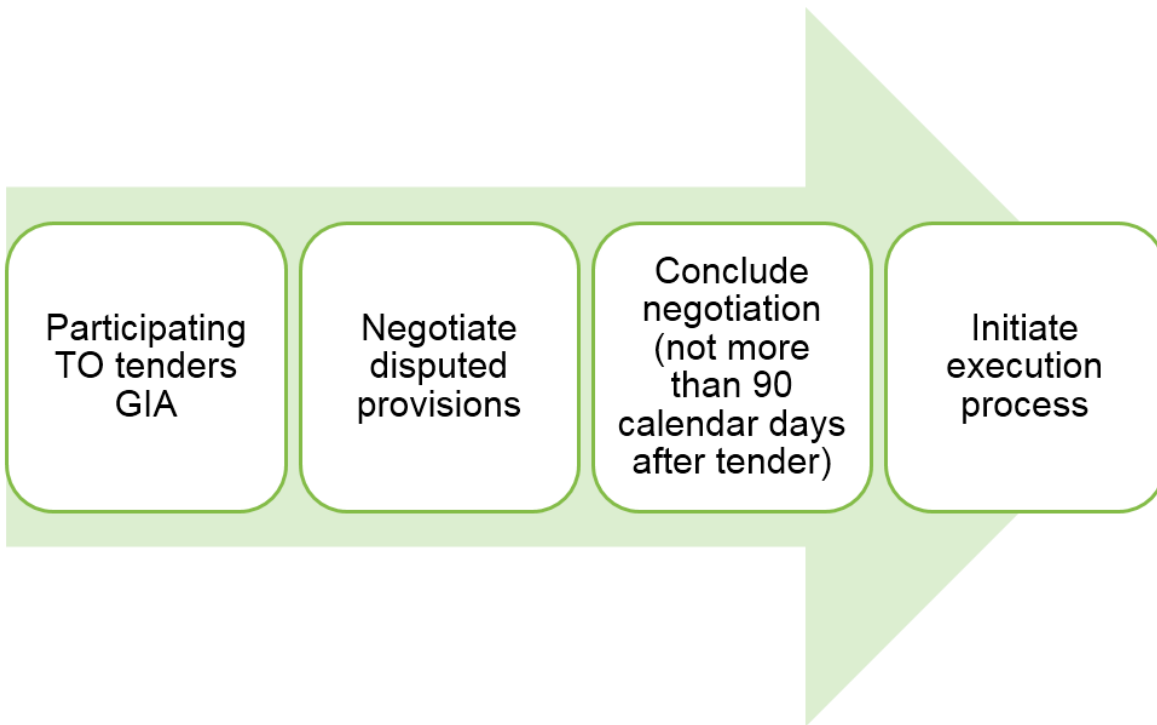 Participating
TO tenders
GIA
Negotiate
disputed
provisions
Conclude
negotiation
(not more
than 90
calendar days
after tender)
Initiate
execution
process